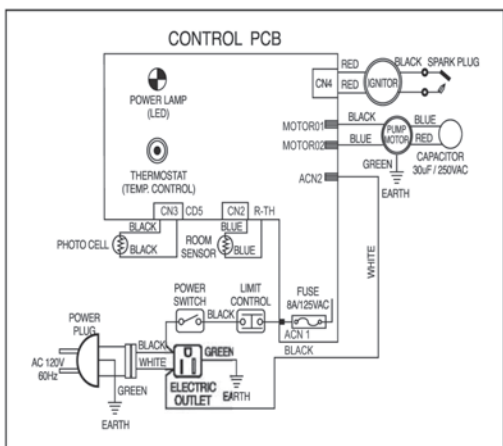 CONTROL PCB
POWER LAMP
(LED)
THERMOSTAT
(TEMP. CONTROL)
CN4
RED
RED
IGNITOR
BLACK
SPARK PLUG
MOTOR01
MOTOR02
ACN2
BLACK
BLUE
PUMP
MOTOR
BLUE
RED
CAPACITOR
30uF / 250VAC
GREEN
EARTH
CN3
CD5
CN2
R-TH
BLACK
BLACK
PHOTO CELL
BLUE
BLUE
ROOM
SENSOR
WHITE
POWER
SWITCH
BLACK
LIMIT
CONTROL
FUSE
8A/125VAC
ACN 1
BLACK
POWER
PLUG
AC 120V
60Hz
BLACK
WHITE
GREEN
EARTH
ELECTRIC
OUTLET
GREEN
EARTH